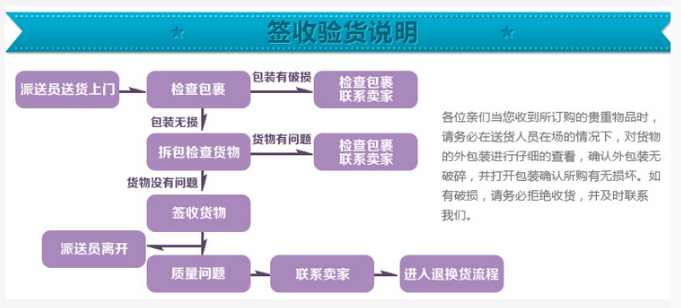 签收验货说明
派送员送货上门
检查包裹
包装有破损
检查包裹
联系卖家
包装无损
拆包检查货物
货物有问题
检查包裹
联系卖家
货物没有问题
签收货物
派送员离开
质量问题
联系卖家
进入退换货流程
各位亲们当您收到所订购的贵重物品时，
请务必在送货人员在场的情况下，对货物
的外包装进行仔细的查看，确认外包装无
破碎，并打开包装确认所购有无损坏。如
有破损，请务必拒绝收货，并及时联系
我们。